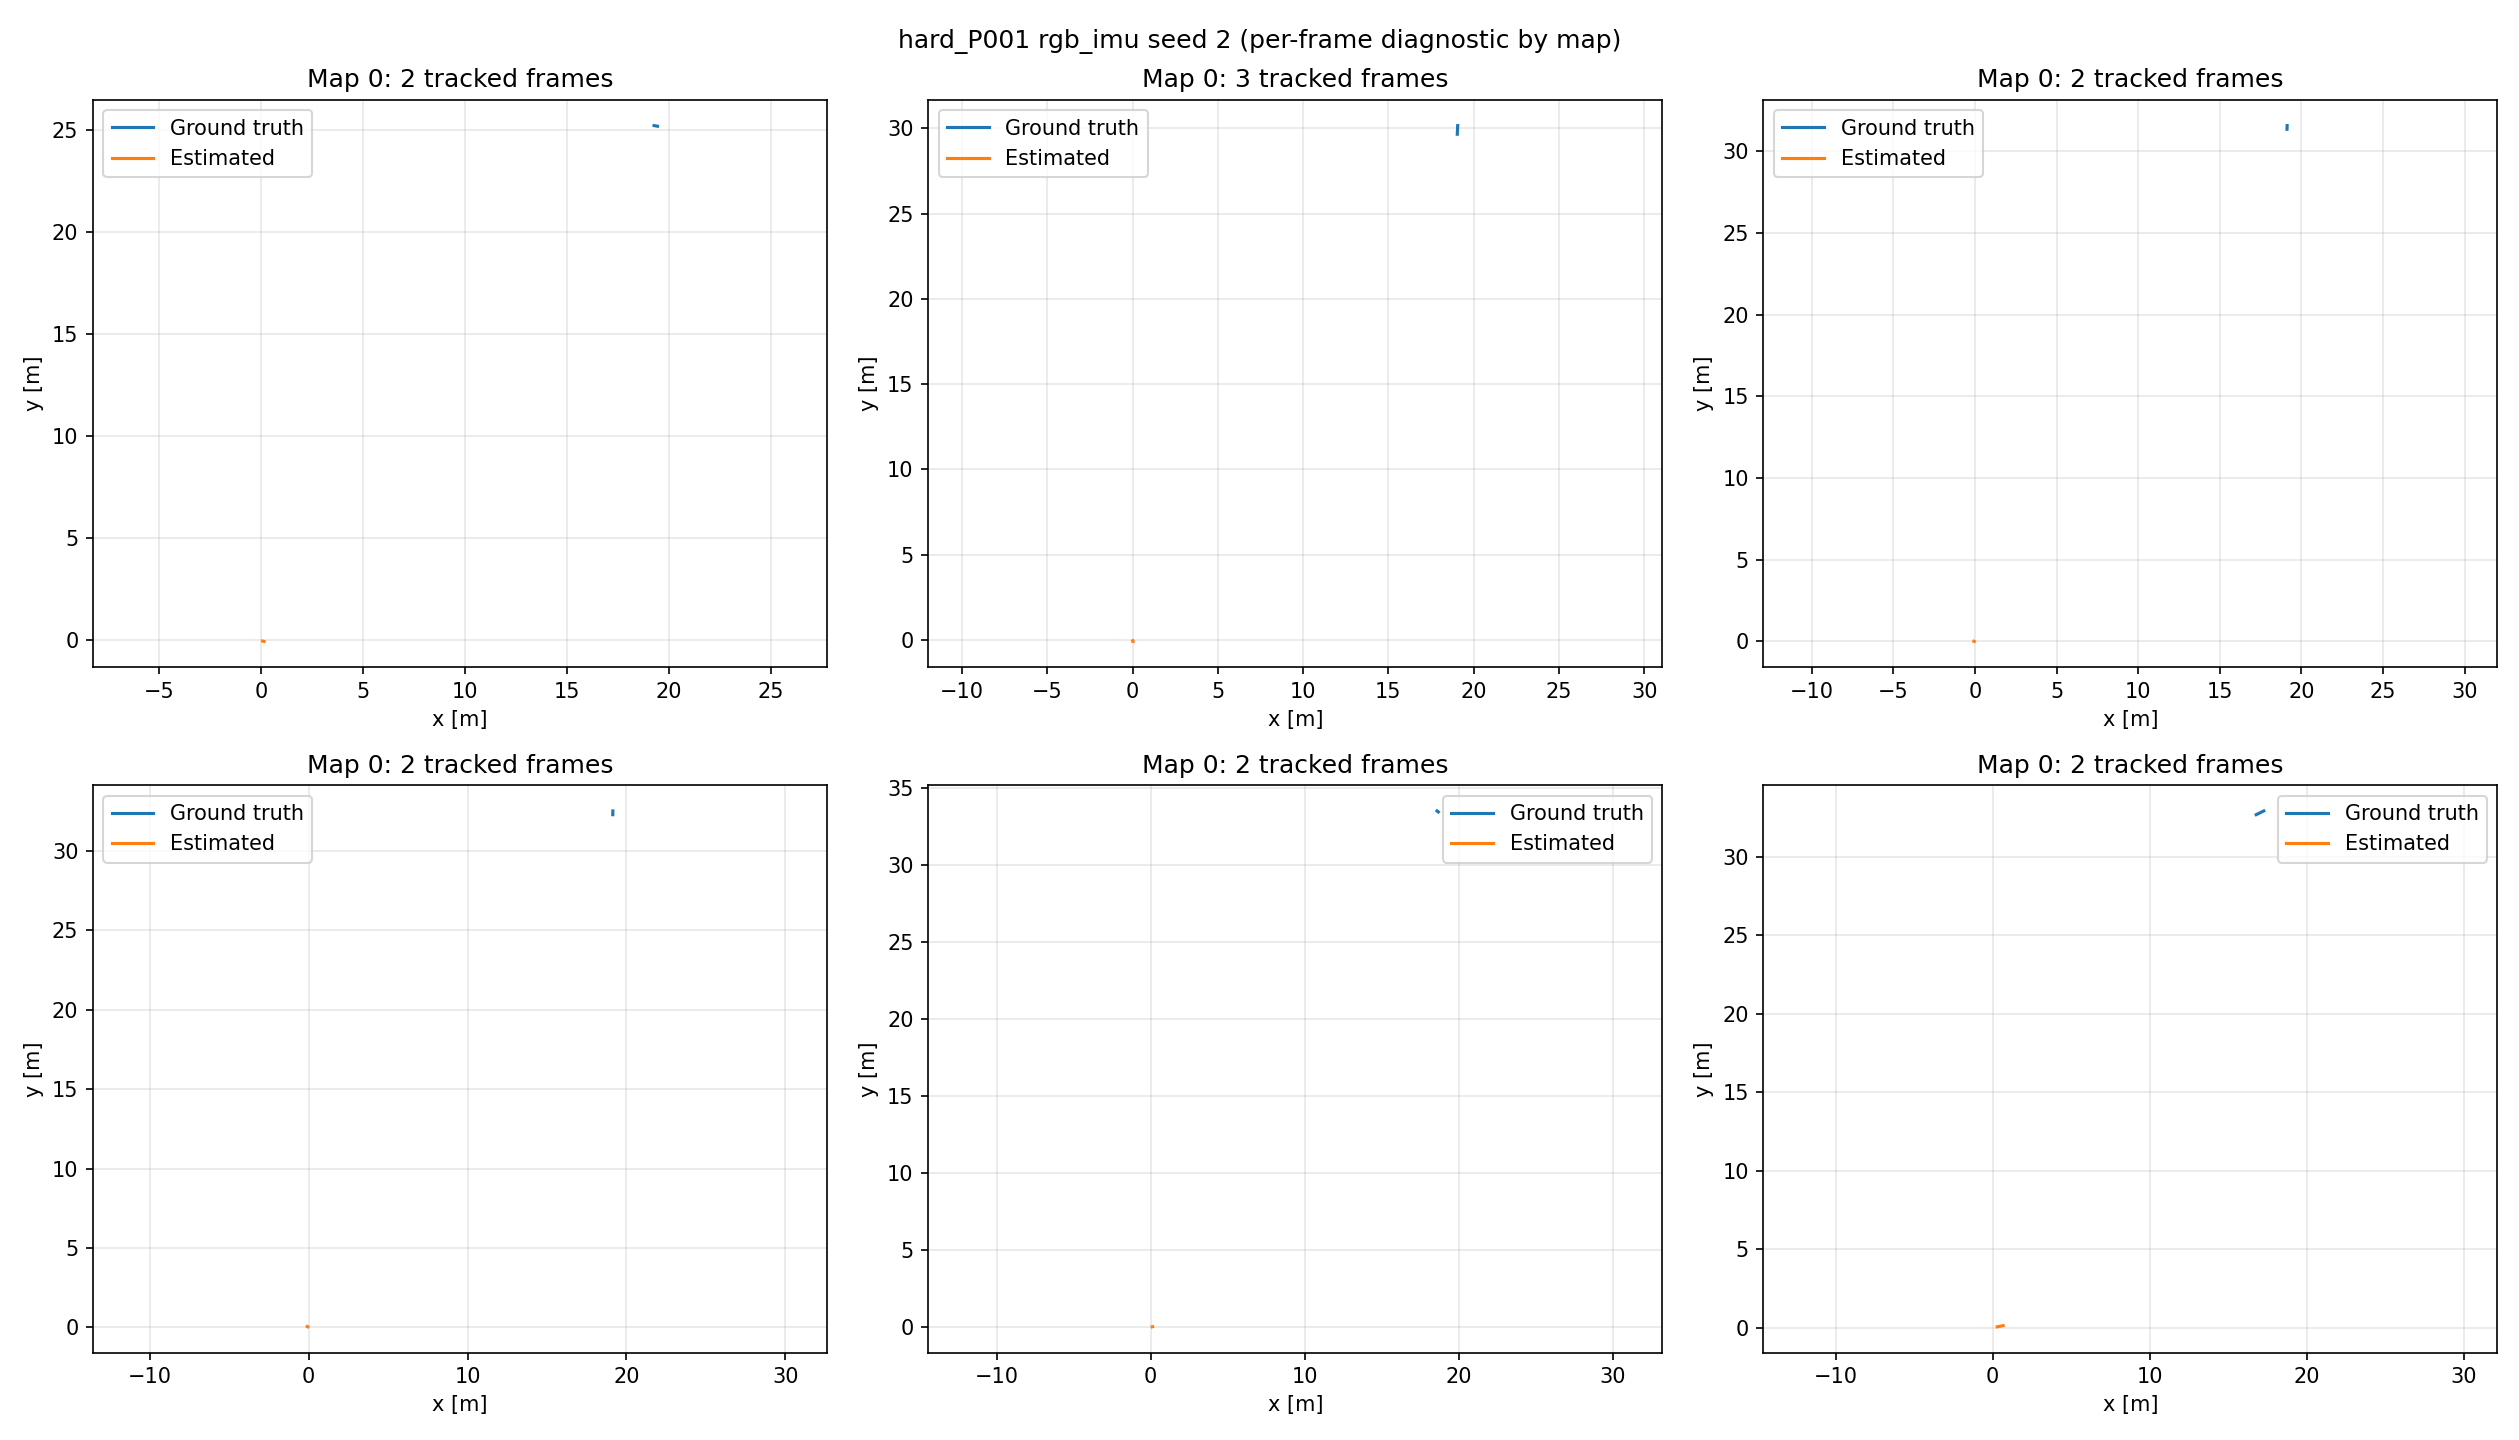 hard_P001 rgb_imu seed 2 (per-frame diagnostic by map)
Map 0: 2 tracked frames
Ground truth
Estimated
y [m]
25
20
15
10
5
0
−5 0 5 10 15 20 25
x [m]
Map 0: 3 tracked frames
Ground truth
Estimated
y [m]
30
25
20
15
10
5
0
−10 −5 0 5 10 15 20 25 30
x [m]
Map 0: 2 tracked frames
Ground truth
Estimated
y [m]
30
25
20
15
10
5
0
−10 −5 0 5 10 15 20 25 30
x [m]
Map 0: 2 tracked frames
Ground truth
Estimated
y [m]
30
25
20
15
10
5
0
−10 0 10 20 30
x [m]
Map 0: 2 tracked frames
Ground truth
Estimated
y [m]
35
30
25
20
15
10
5
0
−10 0 10 20 30
x [m]
Map 0: 2 tracked frames
Ground truth
Estimated
y [m]
30
25
20
15
10
5
0
−10 0 10 20 30
x [m]